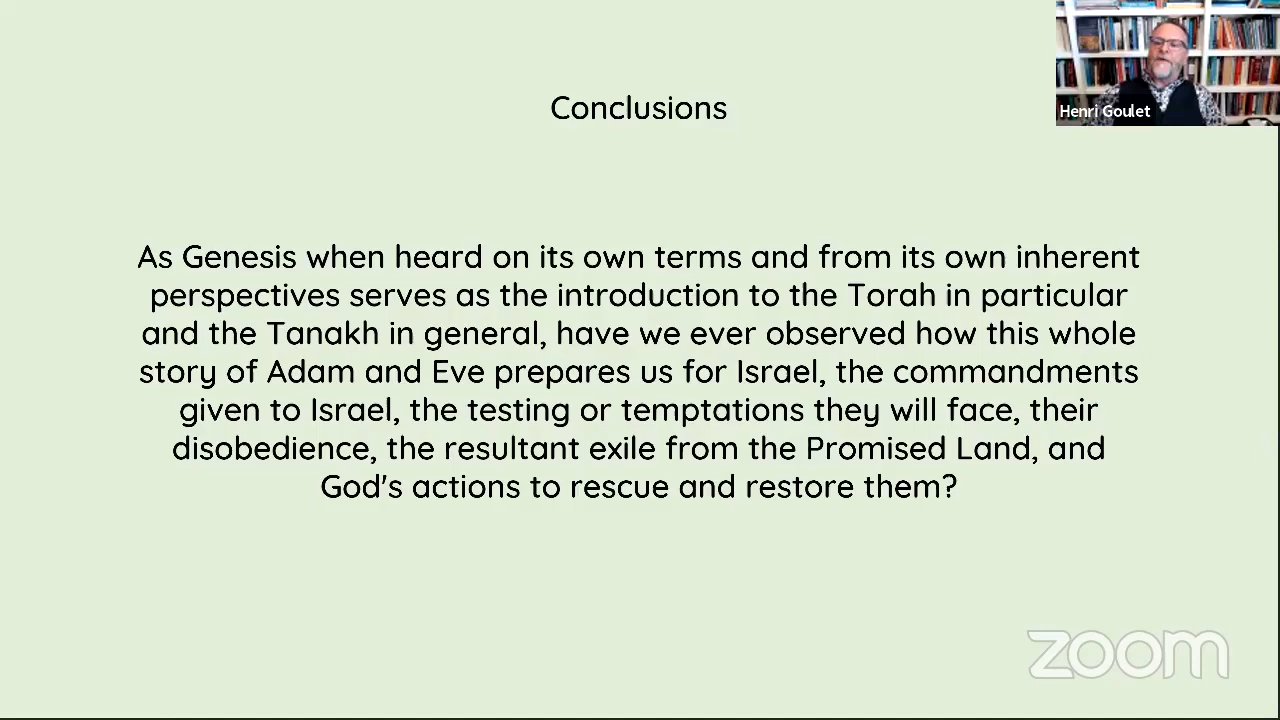 Conclusions
Henri Goulet
As Genesis when heard on its own terms and from its own inherent
perspectives serves as the introduction to the Torah in particular
and the Tanakh in general, have we ever observed how this whole
story of Adam and Eve prepares us for Israel, the commandments
given to Israel, the testing or temptations they will face, their
disobedience, the resultant exile from the Promised Land, and
God's actions to rescue and restore them?
zoom